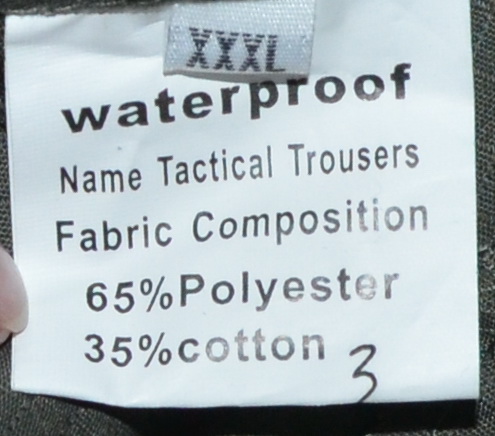 XXXL
waterproof
Name Tactical Trousers
Fabric Composition
65%Polyester
35%cotton
3